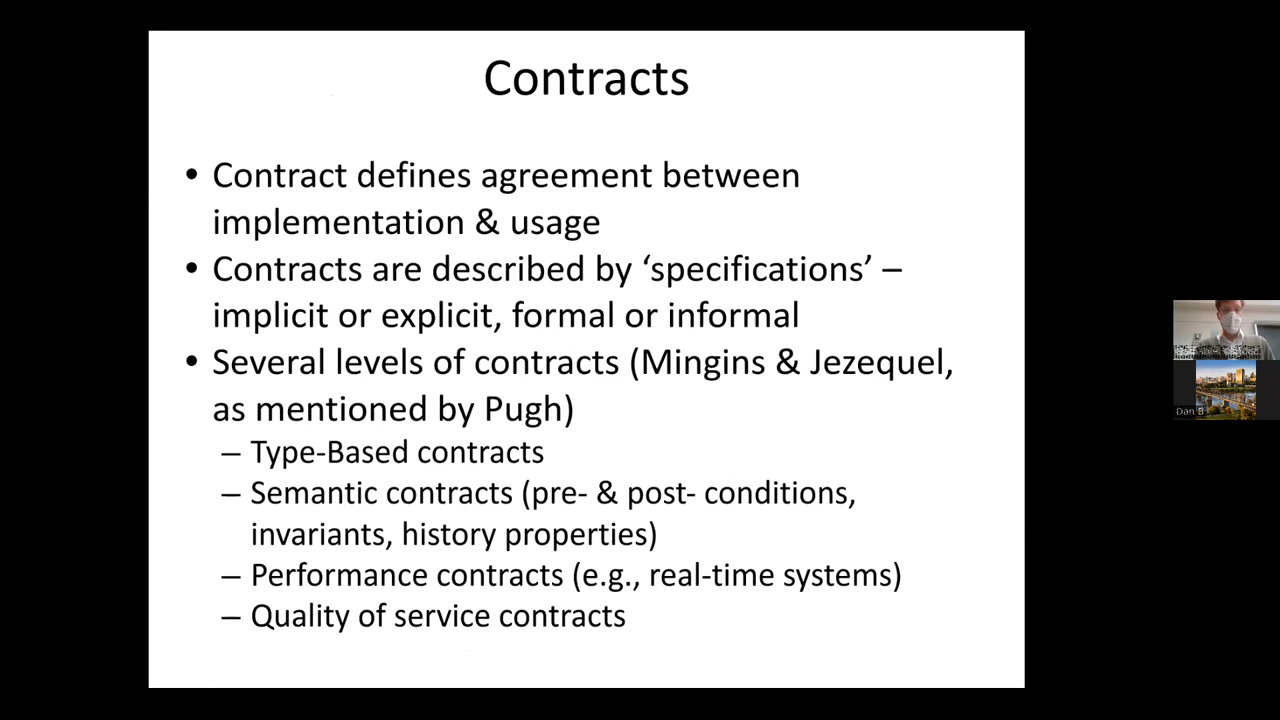 Contracts
• Contract defines agreement between
implementation & usage
• Contracts are described by ‘specifications’ –
implicit or explicit, formal or informal
• Several levels of contracts (Mingins & Jezequel,
as mentioned by Pugh)
– Type-Based contracts
– Semantic contracts (pre- & post- conditions,
invariants, history properties)
– Performance contracts (e.g., real-time systems)
– Quality of service contracts
Dan B